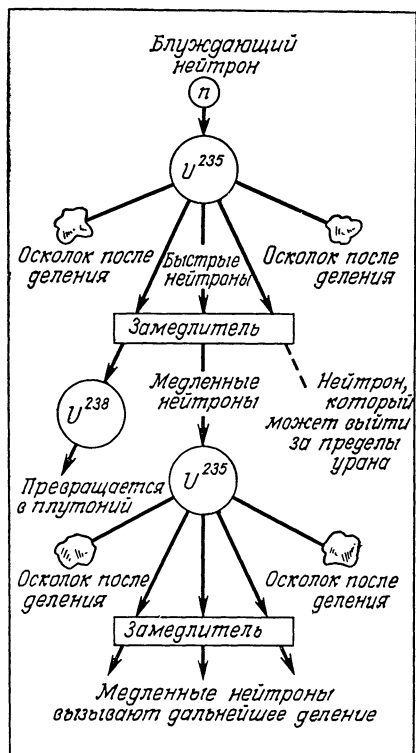 Блуждающий
нейтрон
n
U²³⁵
Осколок после
деления
Быстрые
нейтроны
Осколок после
деления
Замедлитель
U²³⁸
Медленные
нейтроны
Нейтрон,
который
может выйти
за пределы
урана
Превращается
в плутоний
U²³⁵
Осколок после
деления
Осколок после
деления
Замедлитель
Медленные нейтроны
вызывают дальнейшее деление